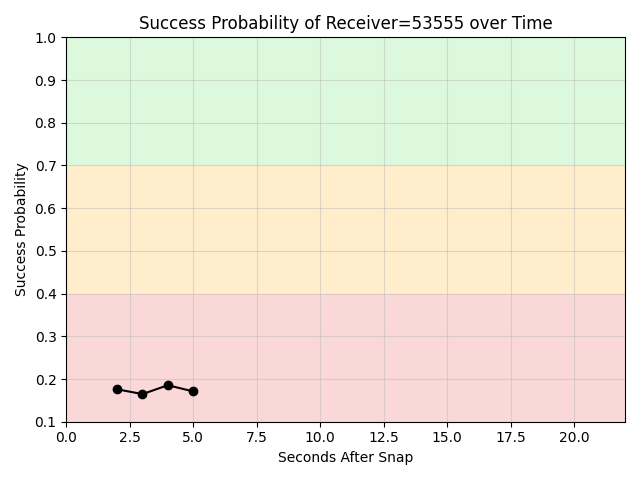 Success Probability of Receiver=53555 over Time
1.0
0.9
0.8
0.7
0.6
0.5
0.4
0.3
0.2
0.1
Success Probability
0.0 2.5 5.0 7.5 10.0 12.5 15.0 17.5 20.0
Seconds After Snap